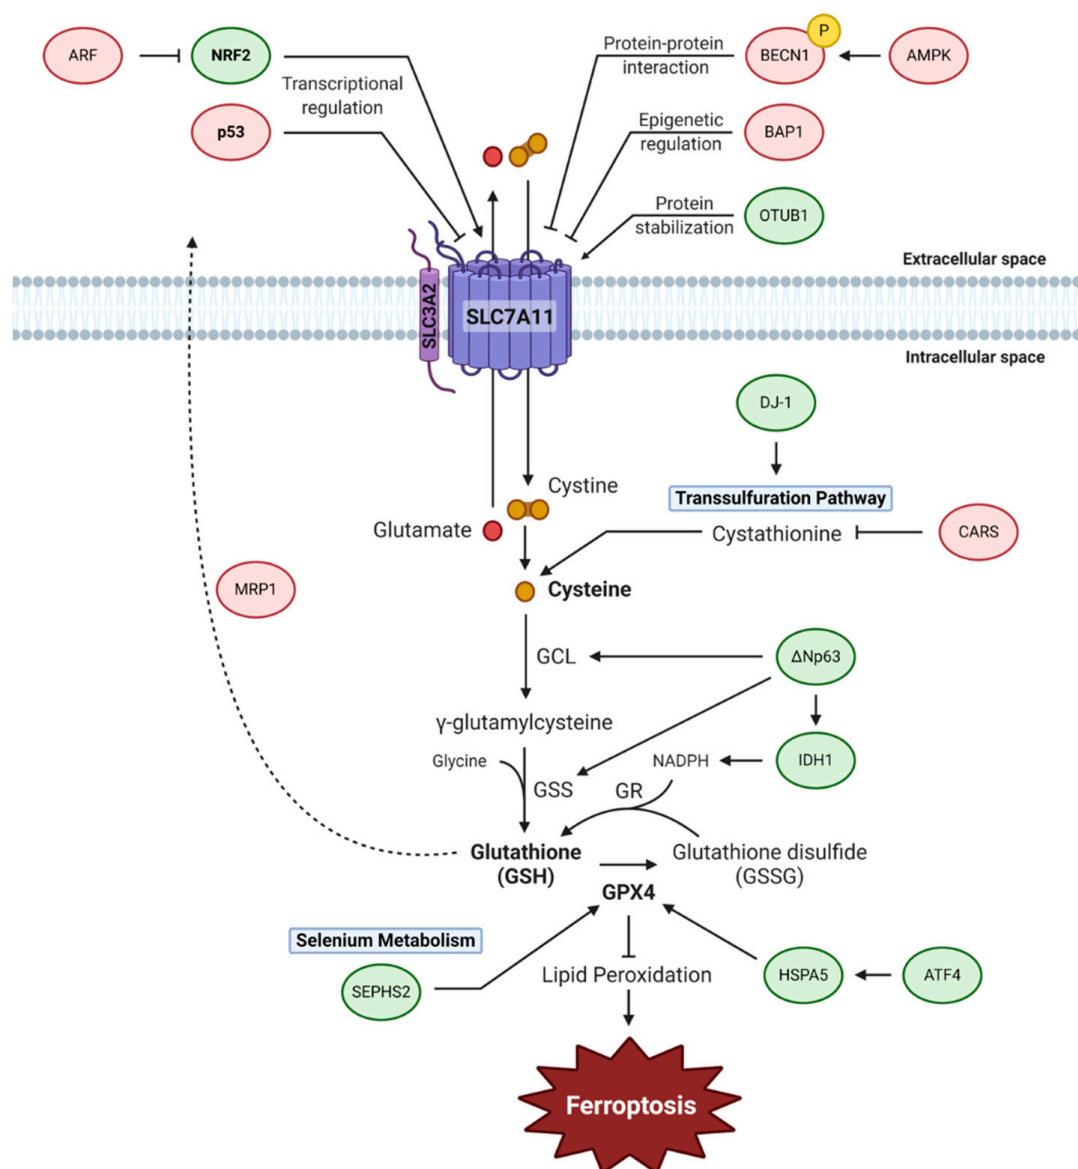 ARF
NRF2
Transcriptional
regulation
p53
Protein-protein
interaction
BECN1
P
AMPK
Epigenetic
regulation
BAP1
Protein
stabilization
OTUB1
Extracellular space
SLC3A2
SLC7A11
Intracellular space
DJ-1
Cystine
Transsulfuration Pathway
Glutamate
Cystathionine
CARS
MRP1
Cysteine
GCL
ΔNp63
γ-glutamylcysteine
Glycine
NADPH
IDH1
GSS
GR
Glutathione
(GSH)
Glutathione disulfide
(GSSG)
GPX4
Selenium Metabolism
Lipid Peroxidation
HSPA5
ATF4
SEPHS2
Ferroptosis